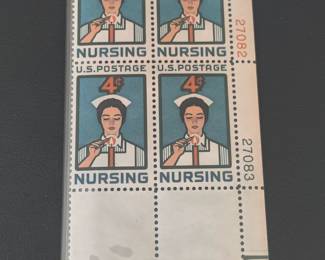 NURSING NURSING 27082
U.S.POSTAGE U.S.POSTAGE
4¢ 4¢
NURSING NURSING 27083